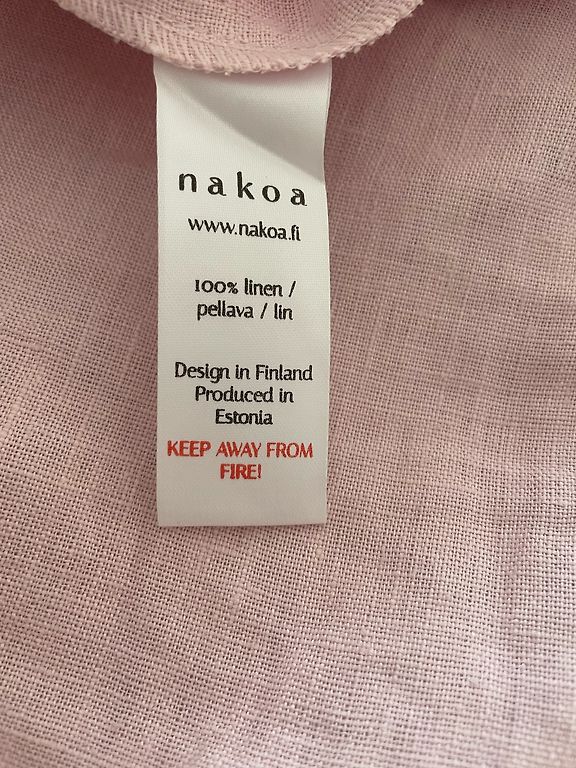 nakoa
www.nakoa.fi
100% linen /
pellava / lin
Design in Finland
Produced in
Estonia
KEEP AWAY FROM
FIRE!